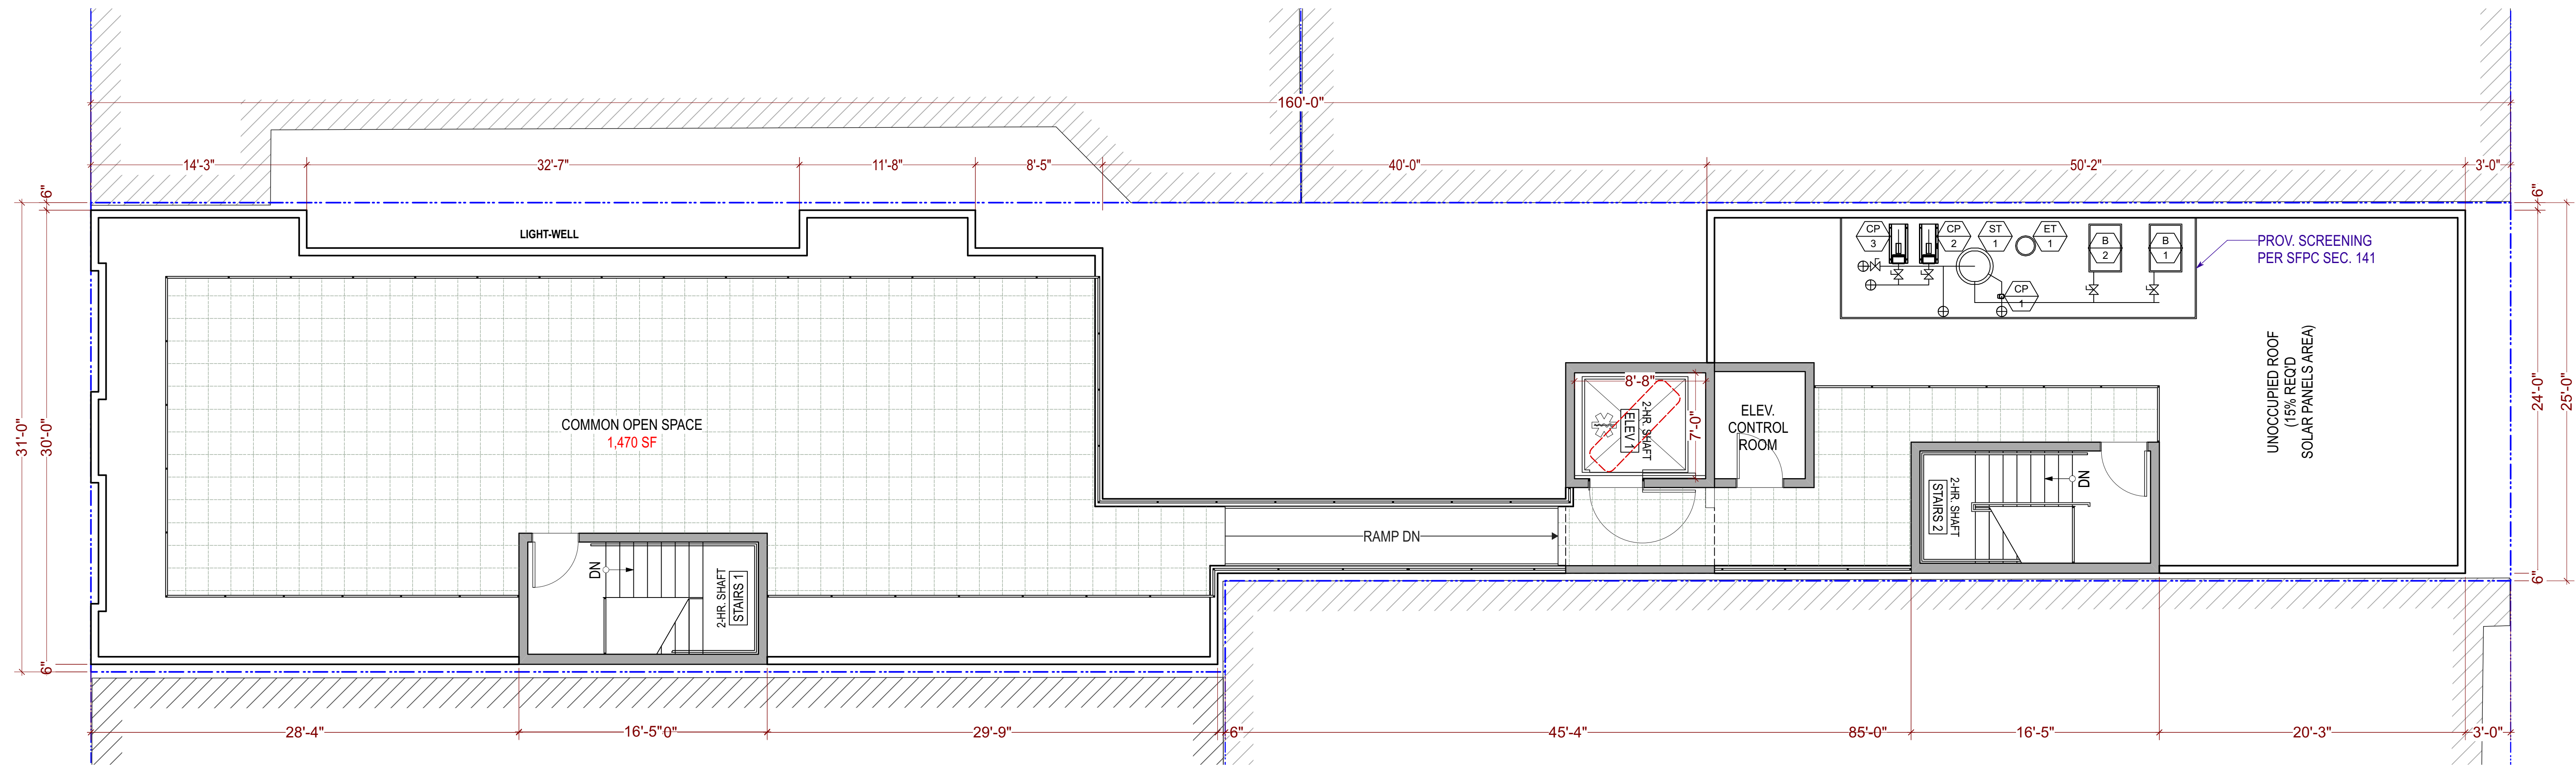 160'-0"
14'-3"
32'-7"
11'-8"
8'-5"
40'-0"
50'-2"
3'-0"
6"
31'-0"
30'-0"
6"
6"
24'-0"
25'-0"
6"
LIGHT-WELL
COMMON OPEN SPACE
1,470 SF
DN
2-HR. SHAFT
STAIRS 1
RAMP DN
8'-8"
7'-0"
2-HR. SHAFT
ELEV 1
ELEV.
CONTROL
ROOM
CP
3
CP
2
ST
1
ET
1
B
2
B
1
CP
1
PROV. SCREENING
PER SFPC SEC. 141
UNOCCUPIED ROOF
(15% REQ'D
SOLAR PANELS AREA)
2-HR. SHAFT
STAIRS 2
DN
28'-4"
16'-5"
0"
29'-9"
6"
45'-4"
85'-0"
16'-5"
20'-3"
3'-0"